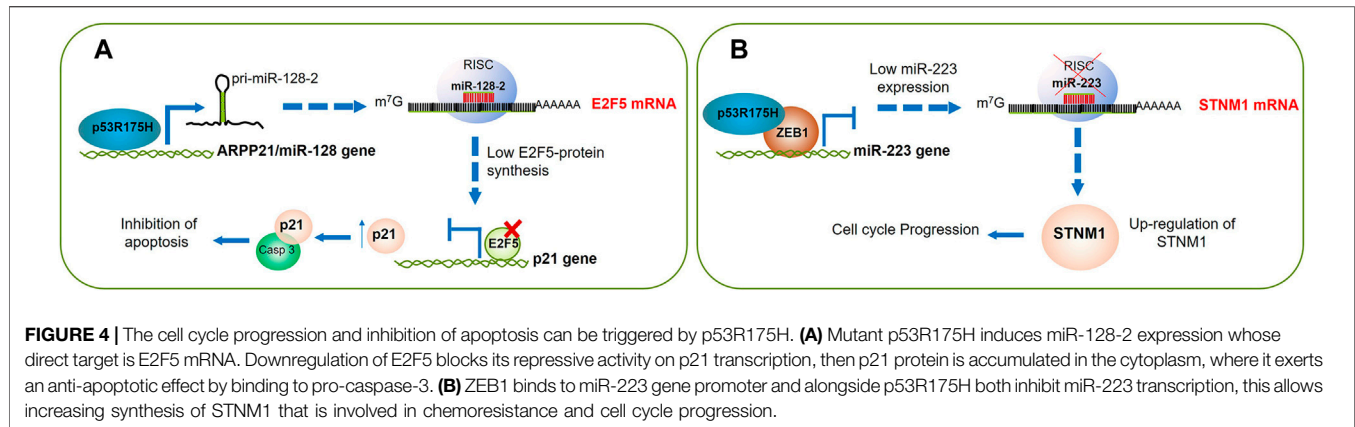 A
pri-miR-128-2
p53R175H
ARPP21/miR-128 gene
RISC
miR-128-2
m⁷G
AAAAAA
E2F5 mRNA
Low E2F5-protein
synthesis
Inhibition of
apoptosis
p21
Casp 3
p21
E2F5
p21 gene
B
p53R175H
ZEB1
miR-223 gene
Low miR-223
expression
RISC
miR-223
m⁷G
AAAAAA
STNM1 mRNA
Cell cycle Progression
STNM1
Up-regulation of
STNM1
FIGURE 4 | The cell cycle progression and inhibition of apoptosis can be triggered by p53R175H. (A) Mutant p53R175H induces miR-128-2 expression whose
direct target is E2F5 mRNA. Downregulation of E2F5 blocks its repressive activity on p21 transcription, then p21 protein is accumulated in the cytoplasm, where it exerts
an anti-apoptotic effect by binding to pro-caspase-3. (B) ZEB1 binds to miR-223 gene promoter and alongside p53R175H both inhibit miR-223 transcription, this allows
increasing synthesis of STNM1 that is involved in chemoresistance and cell cycle progression.